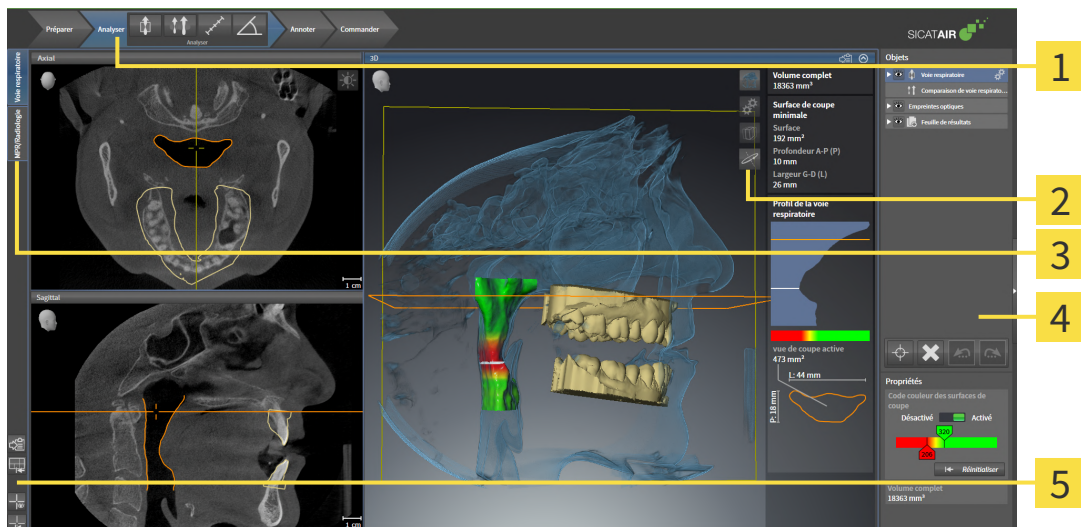 Préparer
Analyser
Analyser
Annoter
Commander
SICATAIR
Voie respiratoire
MPR/Radiologie
Axial
1 cm
Sagittal
1 cm
3D
Volume complet
18363 mm³
Surface de coupe
minimale
Surface
192 mm²
Profondeur A-P (P)
10 mm
Largeur G-D (L)
26 mm
Profil de la voie
respiratoire
vue de coupe active
473 mm²
L: 44 mm
P: 18 mm
Objets
Voie respiratoire
Comparaison de voie respirato...
Empreintes optiques
Feuille de résultats
Propriétés
Code couleur des surfaces de
coupe
Désactivé
Activé
320
200
Réinitialiser
Volume complet
18363 mm³
1
2
3
4
5